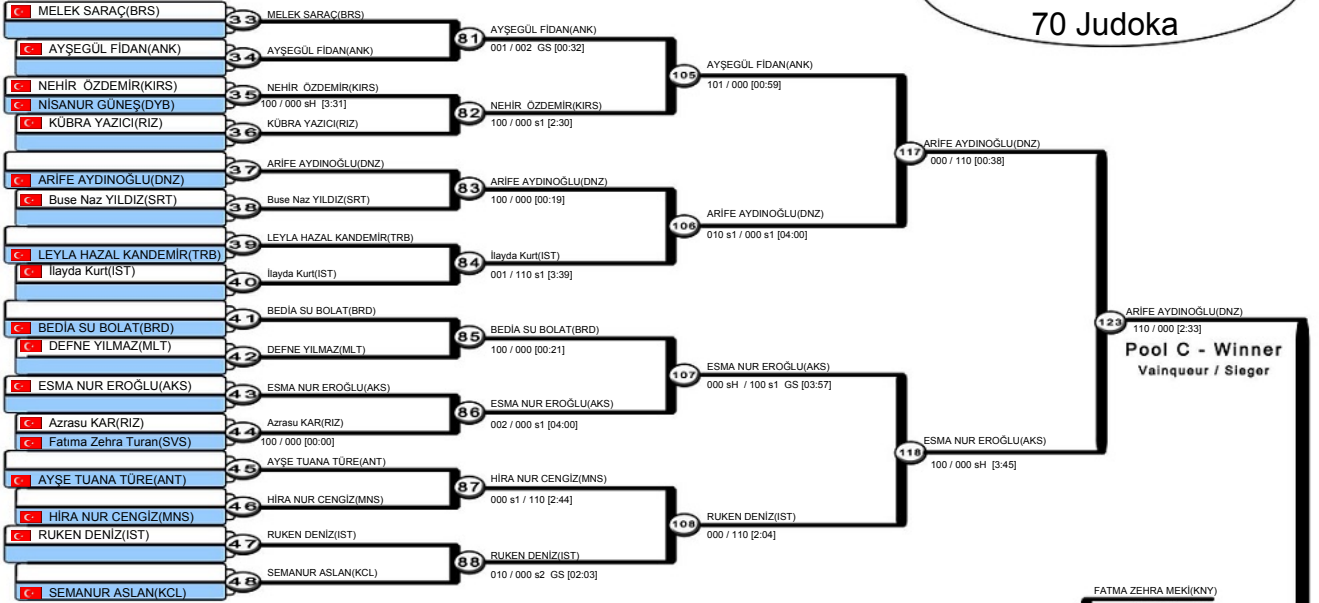 70 Judoka
MELEK SARAÇ(BRS)
AYŞEGÜL FİDAN(ANK)
NEHİR ÖZDEMİR(KIRS)
NİSANUR GÜNEŞ(DYB)
KÜBRA YAZICI(RIZ)
ARİFE AYDINOĞLU(DNZ)
Buse Naz YILDIZ(SRT)
LEYLA HAZAL KANDEMİR(TRB)
İlayda Kurt(IST)
BEDİA SU BOLAT(BRD)
DEFNE YILMAZ(MLT)
ESMA NUR EROĞLU(AKS)
Azrasu KAR(RIZ)
Fatıma Zehra Turan(SVS)
AYŞE TUANA TÜRE(ANT)
HİRA NUR CENGİZ(MNS)
RUKEN DENİZ(IST)
SEMANUR ASLAN(KCL)
33 MELEK SARAÇ(BRS)
34 AYŞEGÜL FİDAN(ANK)
35 NEHİR ÖZDEMİR(KIRS)
100 / 000 sH [3:31]
36 KÜBRA YAZICI(RIZ)
37 ARİFE AYDINOĞLU(DNZ)
38 Buse Naz YILDIZ(SRT)
39 LEYLA HAZAL KANDEMİR(TRB)
40 İlayda Kurt(IST)
41 BEDİA SU BOLAT(BRD)
42 DEFNE YILMAZ(MLT)
43 ESMA NUR EROĞLU(AKS)
44 Azrasu KAR(RIZ)
100 / 000 [00:00]
45 AYŞE TUANA TÜRE(ANT)
46 HİRA NUR CENGİZ(MNS)
47 RUKEN DENİZ(IST)
48 SEMANUR ASLAN(KCL)
81 AYŞEGÜL FİDAN(ANK)
001 / 002 GS [00:32]
82 NEHİR ÖZDEMİR(KIRS)
100 / 000 s1 [2:30]
83 ARİFE AYDINOĞLU(DNZ)
100 / 000 [00:19]
84 İlayda Kurt(IST)
001 / 110 s1 [3:39]
85 BEDİA SU BOLAT(BRD)
100 / 000 [00:21]
86 ESMA NUR EROĞLU(AKS)
002 / 000 s1 [04:00]
87 HİRA NUR CENGİZ(MNS)
000 s1 / 110 [2:44]
88 RUKEN DENİZ(IST)
010 / 000 s2 GS [02:03]
105 AYŞEGÜL FİDAN(ANK)
101 / 000 [00:59]
106 ARİFE AYDINOĞLU(DNZ)
010 s1 / 000 s1 [04:00]
107 ESMA NUR EROĞLU(AKS)
000 sH / 100 s1 GS [03:57]
108 RUKEN DENİZ(IST)
000 / 110 [2:04]
117 ARİFE AYDINOĞLU(DNZ)
000 / 110 [00:38]
118 ESMA NUR EROĞLU(AKS)
100 / 000 sH [3:45]
123 ARİFE AYDINOĞLU(DNZ)
110 / 000 [2:33]
Pool C - Winner
Vainqueur / Sieger
FATMA ZEHRA MEKİ(KNY)